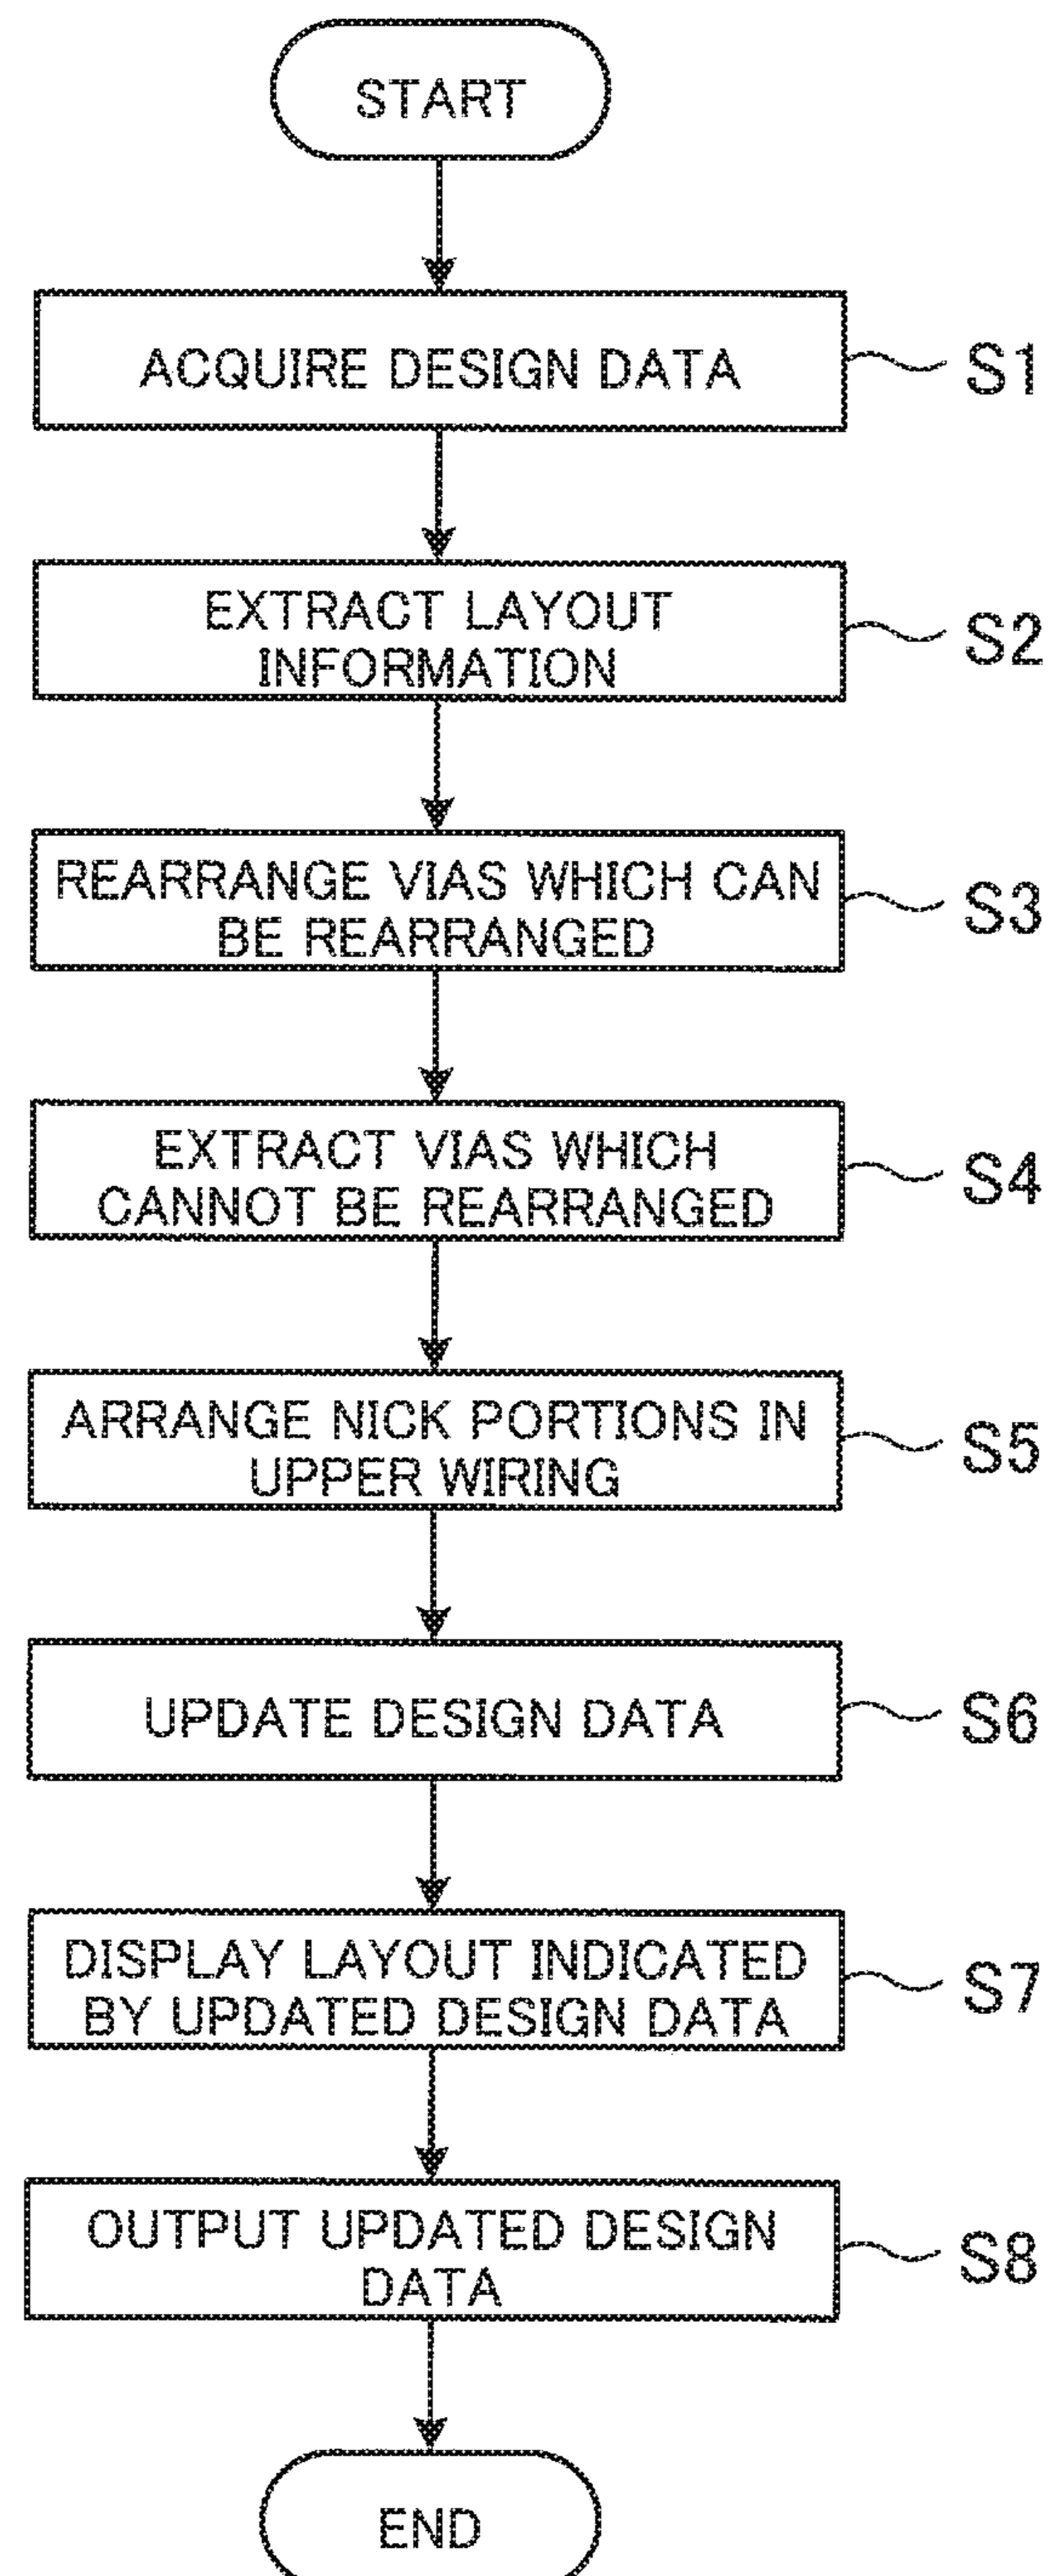 START
ACQUIRE DESIGN DATA
S1
EXTRACT LAYOUT
INFORMATION
S2
REARRANGE VIAS WHICH CAN
BE REARRANGED
S3
EXTRACT VIAS WHICH
CANNOT BE REARRANGED
S4
ARRANGE NICK PORTIONS IN
UPPER WIRING
S5
UPDATE DESIGN DATA
S6
DISPLAY LAYOUT INDICATED
BY UPDATED DESIGN DATA
S7
OUTPUT UPDATED DESIGN
DATA
S8
END